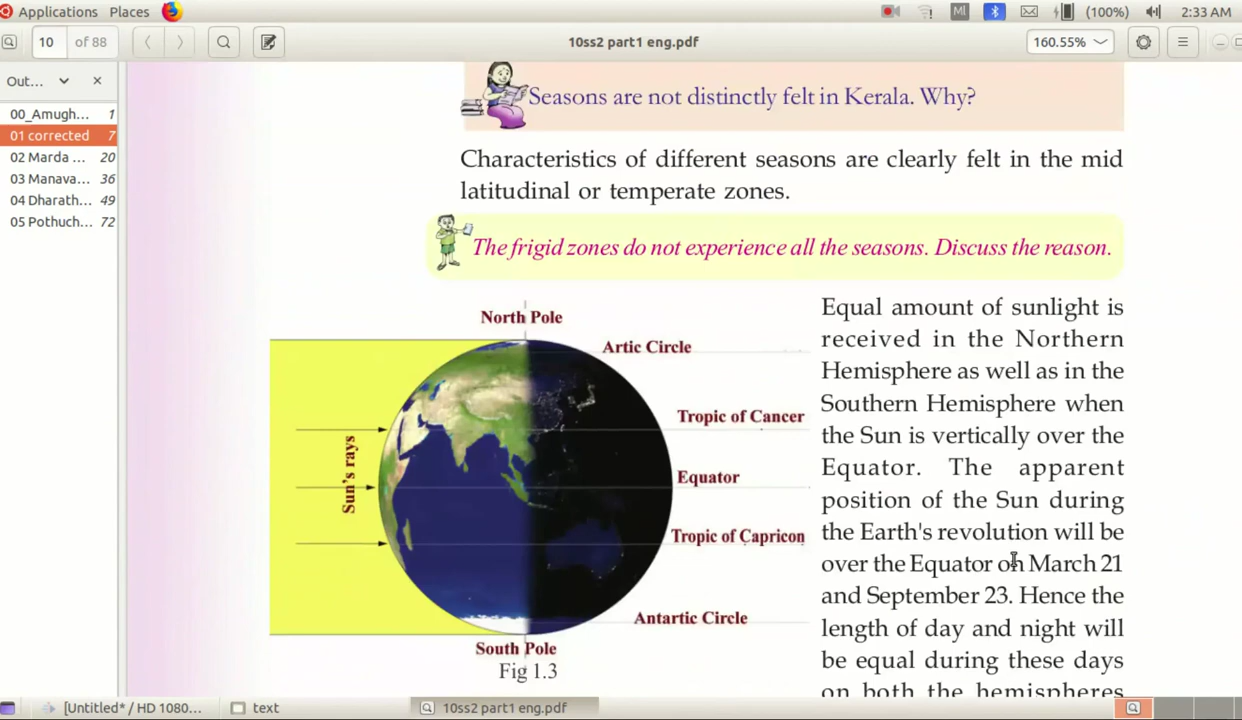 Applications Places MI (100%) 2:33 AM
10 of 88 10ss2 part1 eng.pdf 160.55%
Out...
00_Amugh... 1
01 corrected 7
02 Marda ... 20
03 Manava... 36
04 Dharath... 49
05 Pothuch... 72
Seasons are not distinctly felt in Kerala. Why?
Characteristics of different seasons are clearly felt in the mid
latitudinal or temperate zones.
The frigid zones do not experience all the seasons. Discuss the reason.
North Pole
Artic Circle
Tropic of Cancer
Sun's rays
Equator
Tropic of Capricon
Antartic Circle
South Pole
Fig 1.3
Equal amount of sunlight is
received in the Northern
Hemisphere as well as in the
Southern Hemisphere when
the Sun is vertically over the
Equator. The apparent
position of the Sun during
the Earth's revolution will be
over the Equator on March 21
and September 23. Hence the
length of day and night will
be equal during these days
on both the hemispheres
[Untitled* / HD 1080... text 10ss2 part1 eng.pdf